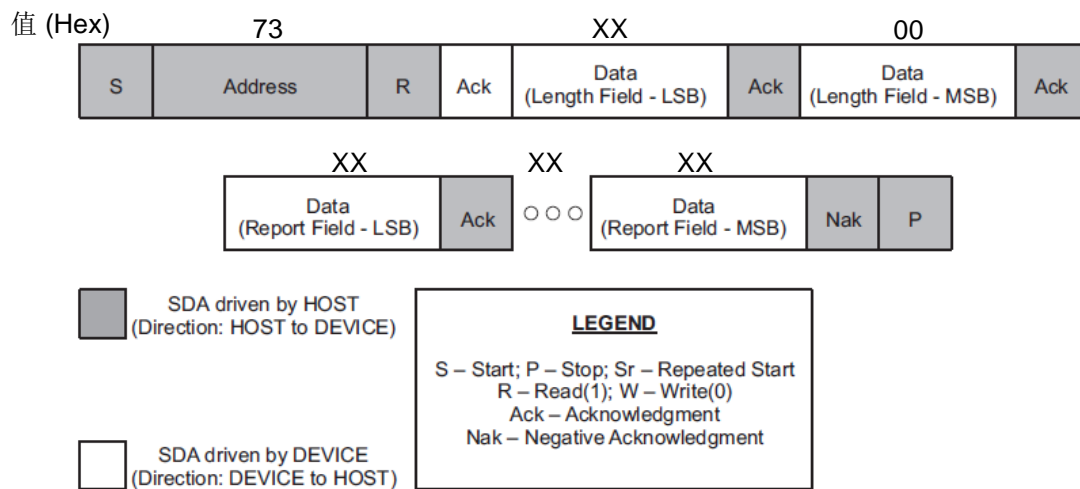 值 (Hex)
73
XX
00
S
Address
R
Ack
Data
(Length Field - LSB)
Ack
Data
(Length Field - MSB)
Ack
XX
XX
XX
Data
(Report Field - LSB)
Ack
Data
(Report Field - MSB)
Nak
P
SDA driven by HOST
(Direction: HOST to DEVICE)
LEGEND
S – Start; P – Stop; Sr – Repeated Start
R – Read(1); W – Write(0)
Ack – Acknowledgment
Nak – Negative Acknowledgment
SDA driven by DEVICE
(Direction: DEVICE to HOST)